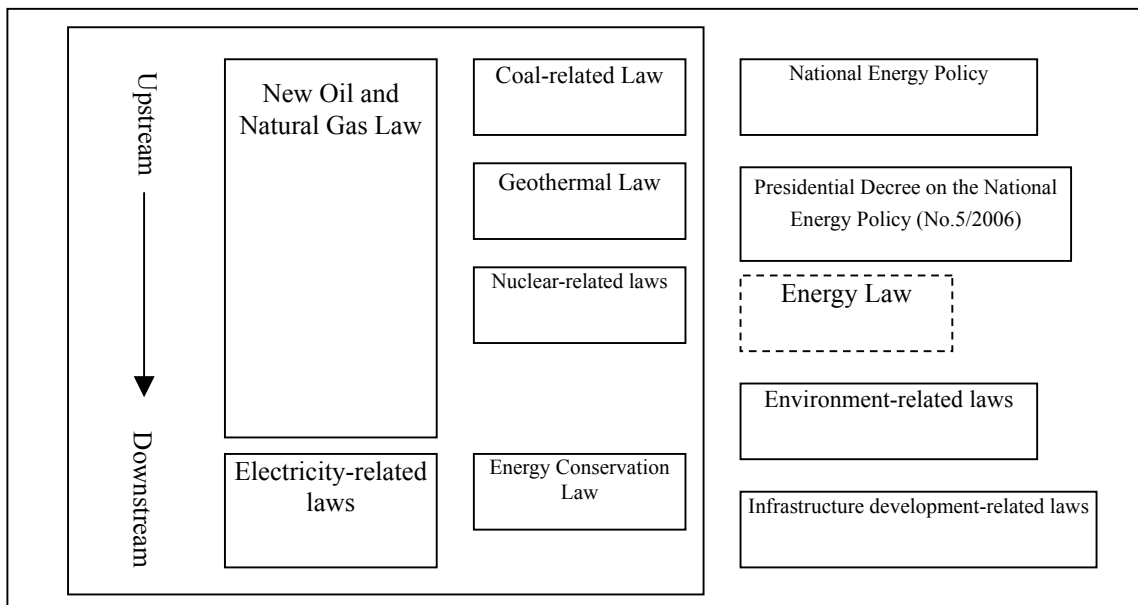 Upstream
Downstream
New Oil and
Natural Gas Law
Electricity-related
laws
Coal-related Law
Geothermal Law
Nuclear-related laws
Energy Conservation
Law
National Energy Policy
Presidential Decree on the National
Energy Policy (No.5/2006)
Energy Law
Environment-related laws
Infrastructure development-related laws